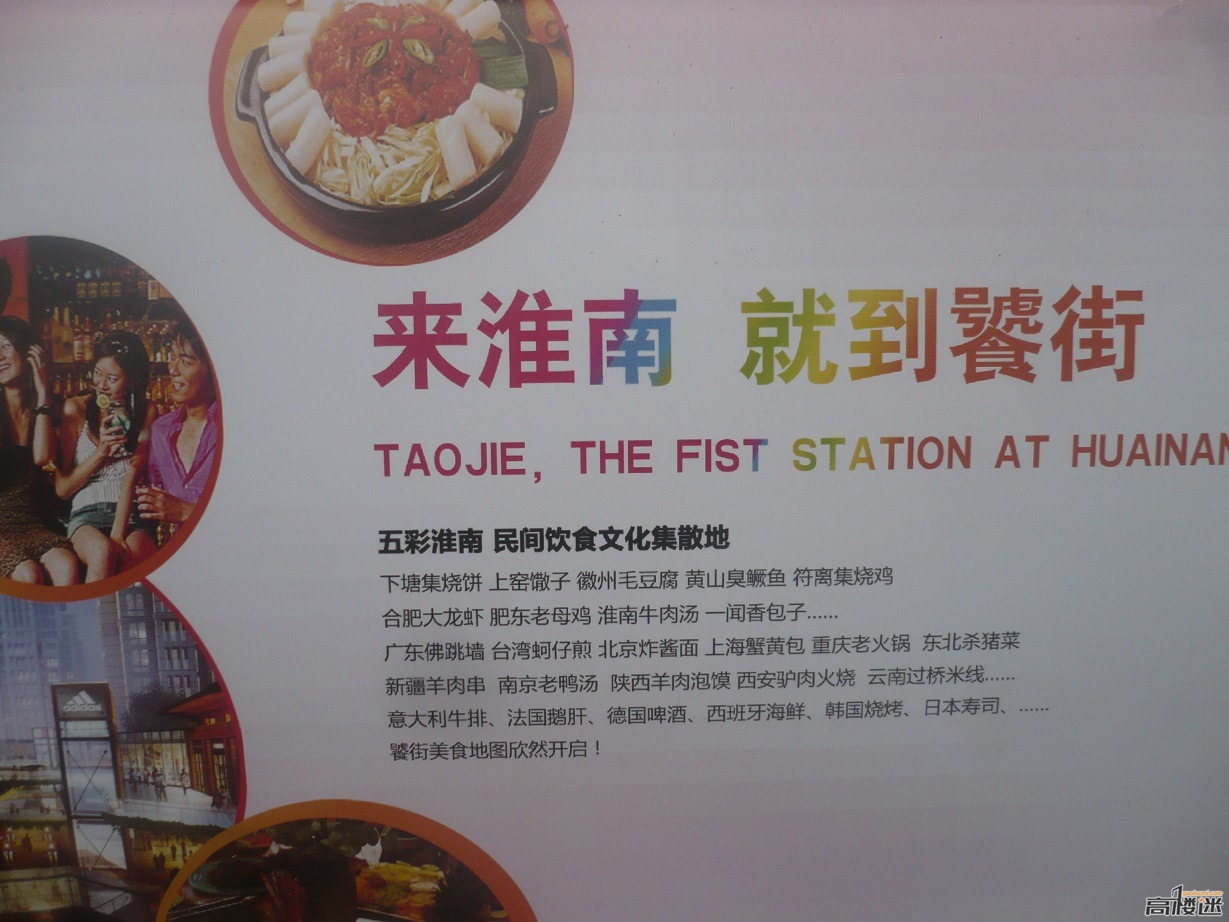 来淮南 就到饕街
TAOJIE, THE FIST STATION AT HUAINAN
五彩淮南 民间饮食文化集散地
下塘集烧饼 上窑馓子 徽州毛豆腐 黄山臭鳜鱼 符离集烧鸡
合肥大龙虾 肥东老母鸡 淮南牛肉汤 一闻香包子......
广东佛跳墙 台湾蚵仔煎 北京炸酱面 上海蟹黄包 重庆老火锅 东北杀猪菜
新疆羊肉串 南京老鸭汤 陕西羊肉泡馍 西安驴肉火烧 云南过桥米线......
意大利牛排、法国鹅肝、德国啤酒、西班牙海鲜、韩国烧烤、日本寿司、......
饕街美食地图欣然开启！
adidas
高楼迷